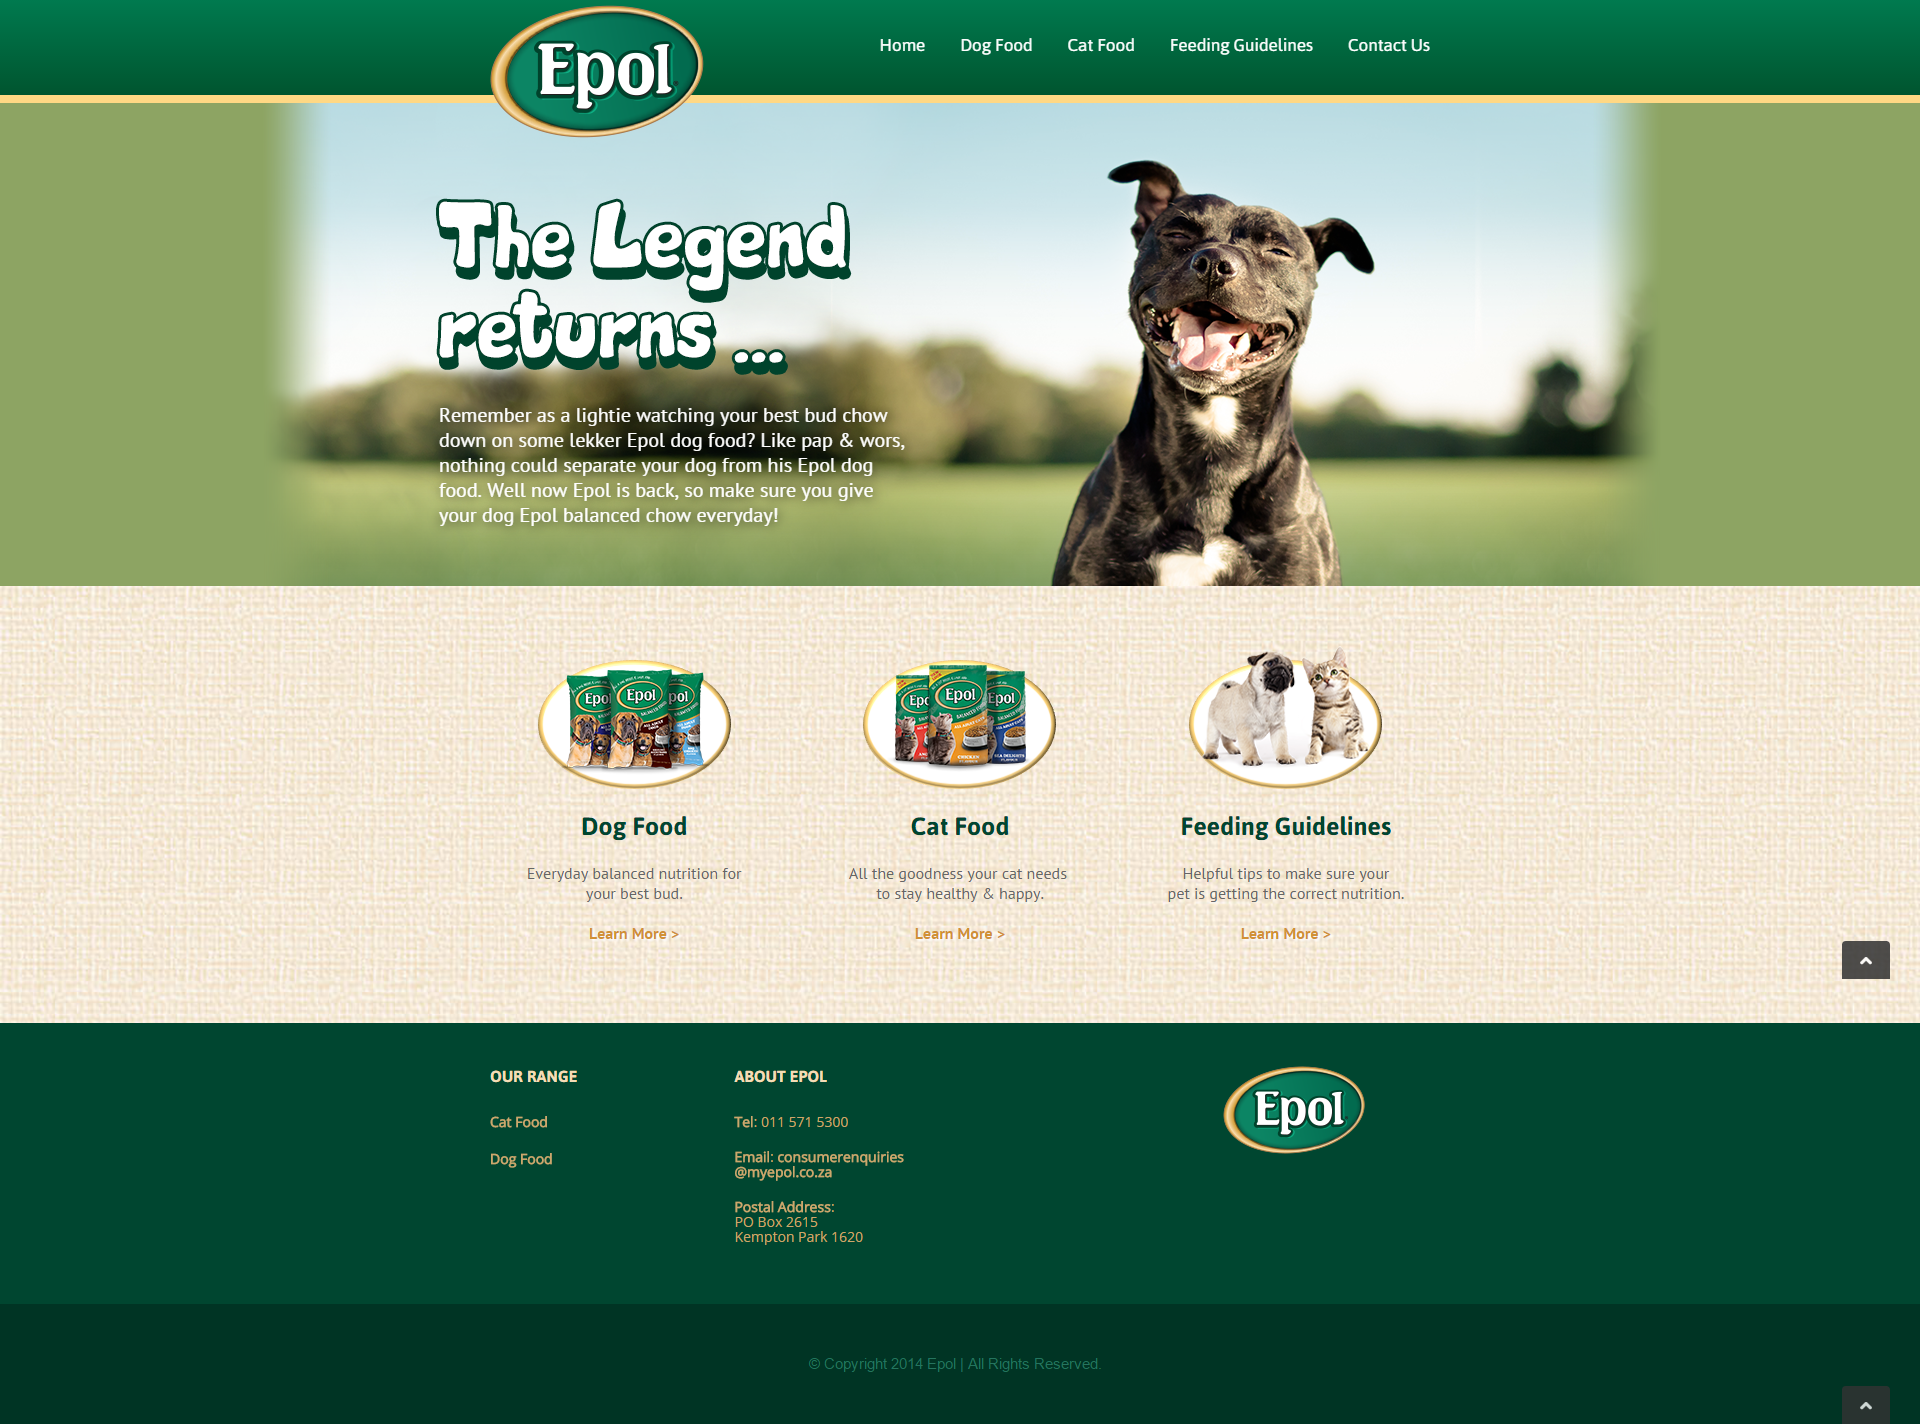 Epol
Home
Dog Food
Cat Food
Feeding Guidelines
Contact Us
The Legend
returns ...
Remember as a lightie watching your best bud chow
down on some lekker Epol dog food? Like pap & wors,
nothing could separate your dog from his Epol dog
food. Well now Epol is back, so make sure you give
your dog Epol balanced chow everyday!
Epol
Epol
Dog Food
Cat Food
Feeding Guidelines
Everyday balanced nutrition for
your best bud.
All the goodness your cat needs
to stay healthy & happy.
Helpful tips to make sure your
pet is getting the correct nutrition.
Learn More >
Learn More >
Learn More >
OUR RANGE
Cat Food
Dog Food
ABOUT EPOL
Tel: 011 571 5300
Email: consumerenquiries
@myepol.co.za
Postal Address:
PO Box 2615
Kempton Park 1620
Epol
© Copyright 2014 Epol | All Rights Reserved.